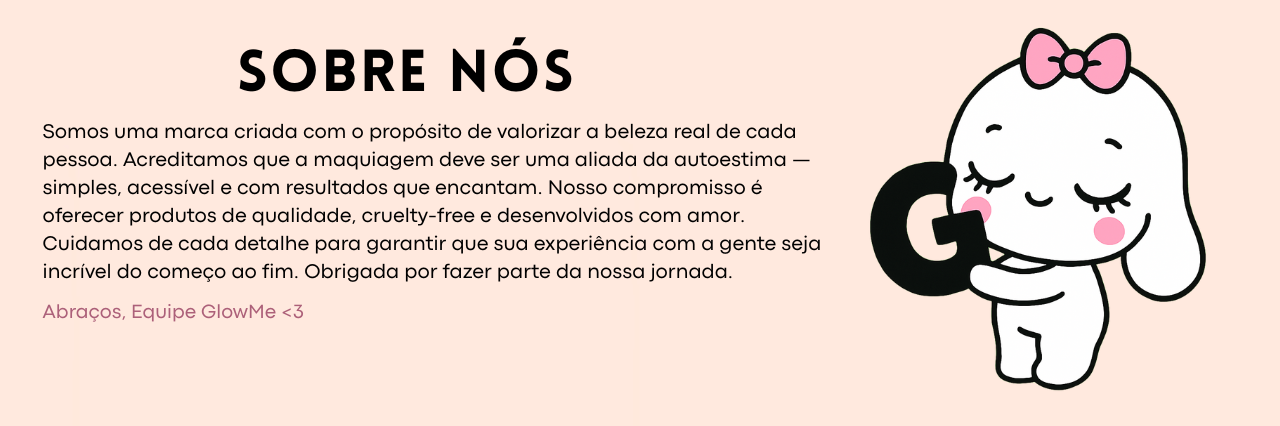 SOBRE NÓS
Somos uma marca criada com o propósito de valorizar a beleza real de cada
pessoa. Acreditamos que a maquiagem deve ser uma aliada da autoestima —
simples, acessível e com resultados que encantam. Nosso compromisso é
oferecer produtos de qualidade, cruelty-free e desenvolvidos com amor.
Cuidamos de cada detalhe para garantir que sua experiência com a gente seja
incrível do começo ao fim. Obrigada por fazer parte da nossa jornada.
Abraços, Equipe GlowMe <3
G